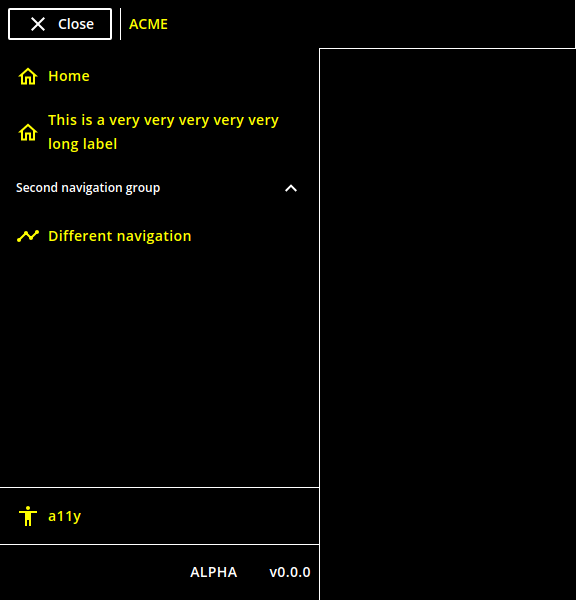 Close
ACME
Home
This is a very very very very very
long label
Second navigation group
Different navigation
a11y
ALPHA v0.0.0